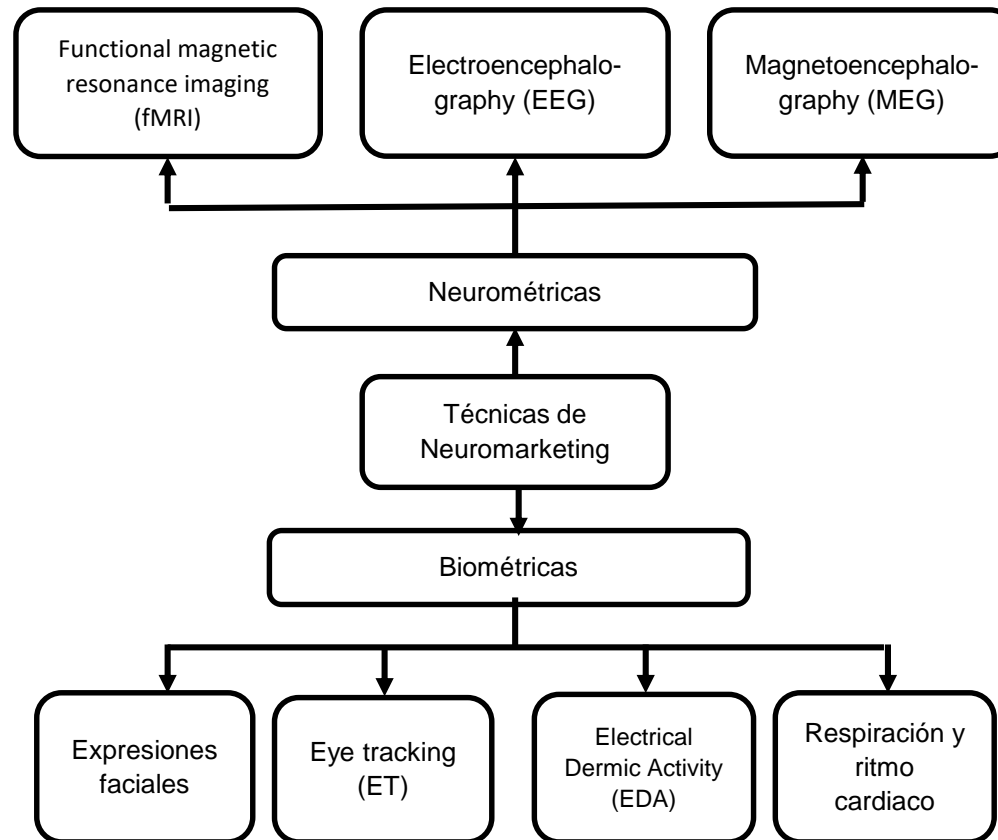 Functional magnetic
resonance imaging
(fMRI)
Electroencephalo-
graphy (EEG)
Magnetoencephalo-
graphy (MEG)
Neurométricas
Técnicas de
Neuromarketing
Biométricas
Expresiones
faciales
Eye tracking
(ET)
Electrical
Dermic Activity
(EDA)
Respiración y
ritmo
cardiaco